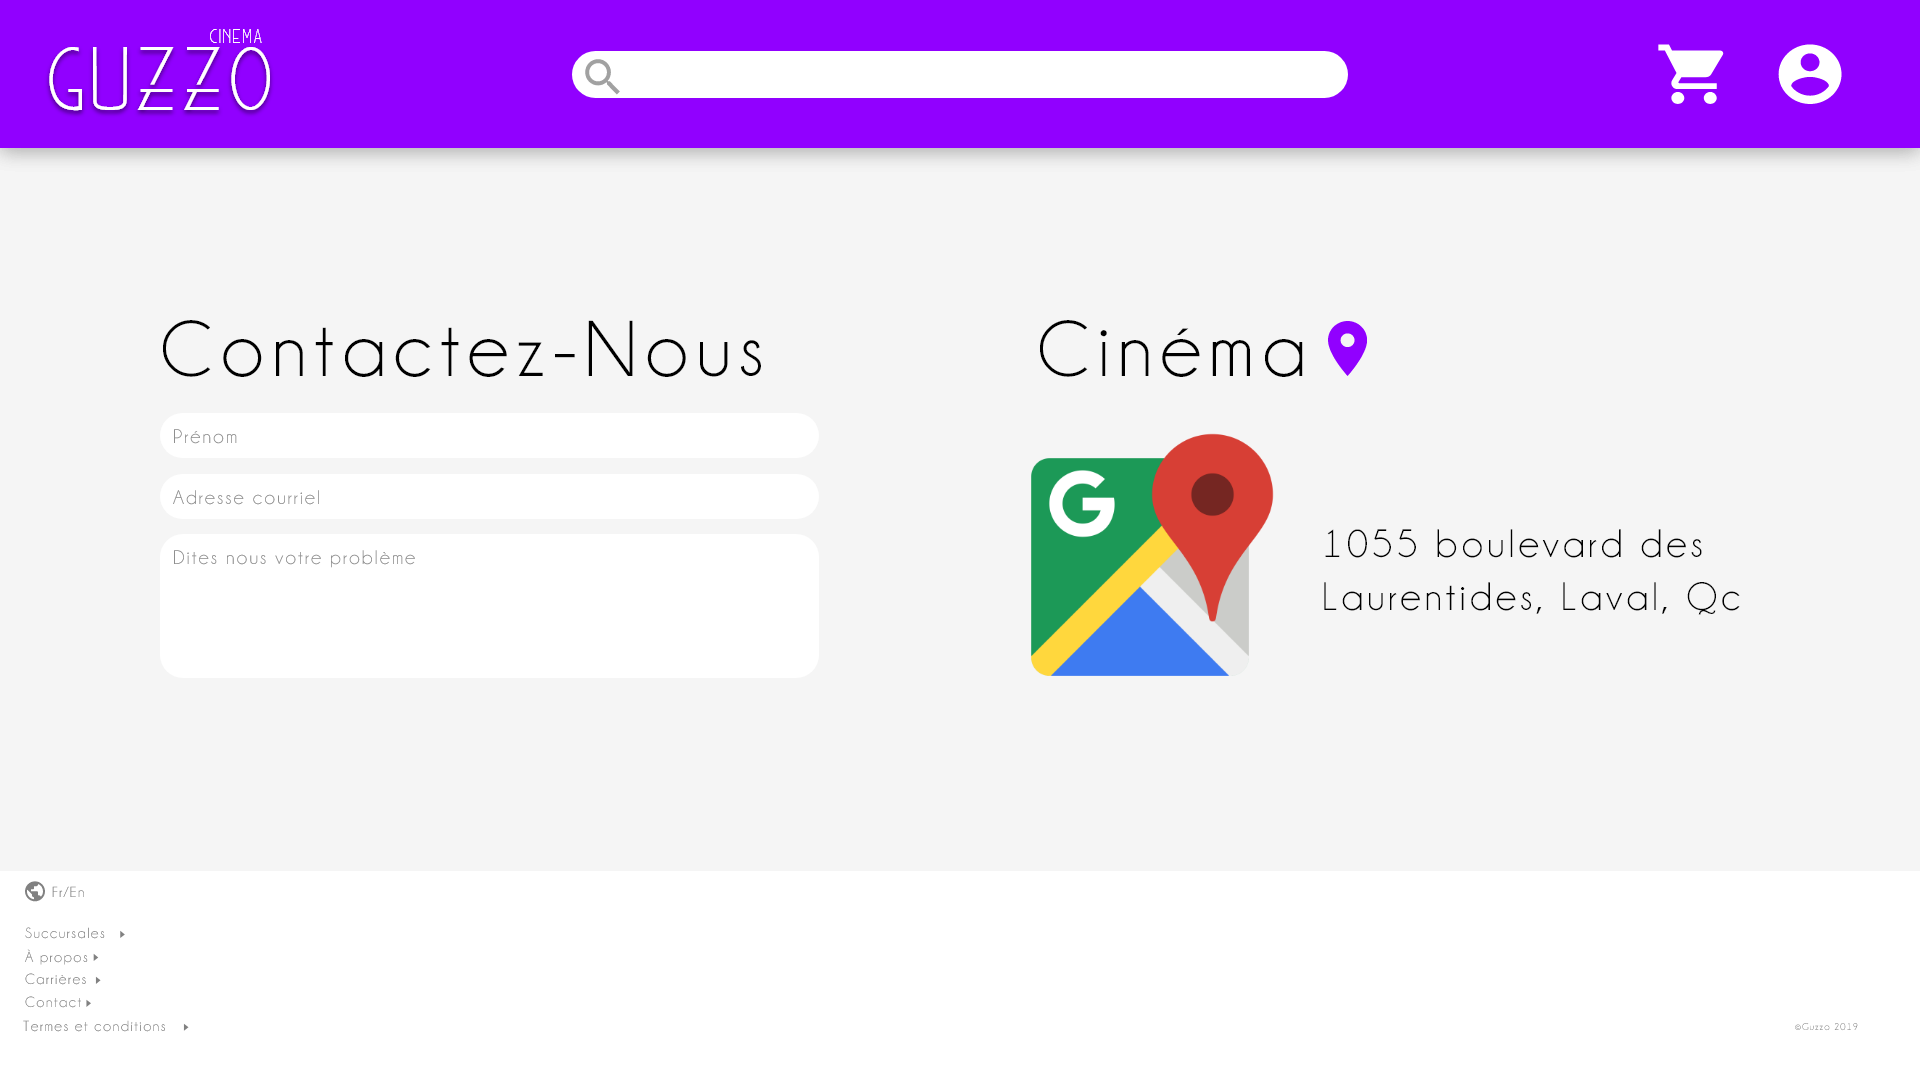 CINEMA
GUZZO
Contactez-Nous
Prénom
Adresse courriel
Dites nous votre problème
Cinéma
G
1055 boulevard des
Laurentides, Laval, Qc
Fr/En
Succursales
À propos
Carrières
Contact
Termes et conditions
©Guzzo 2019